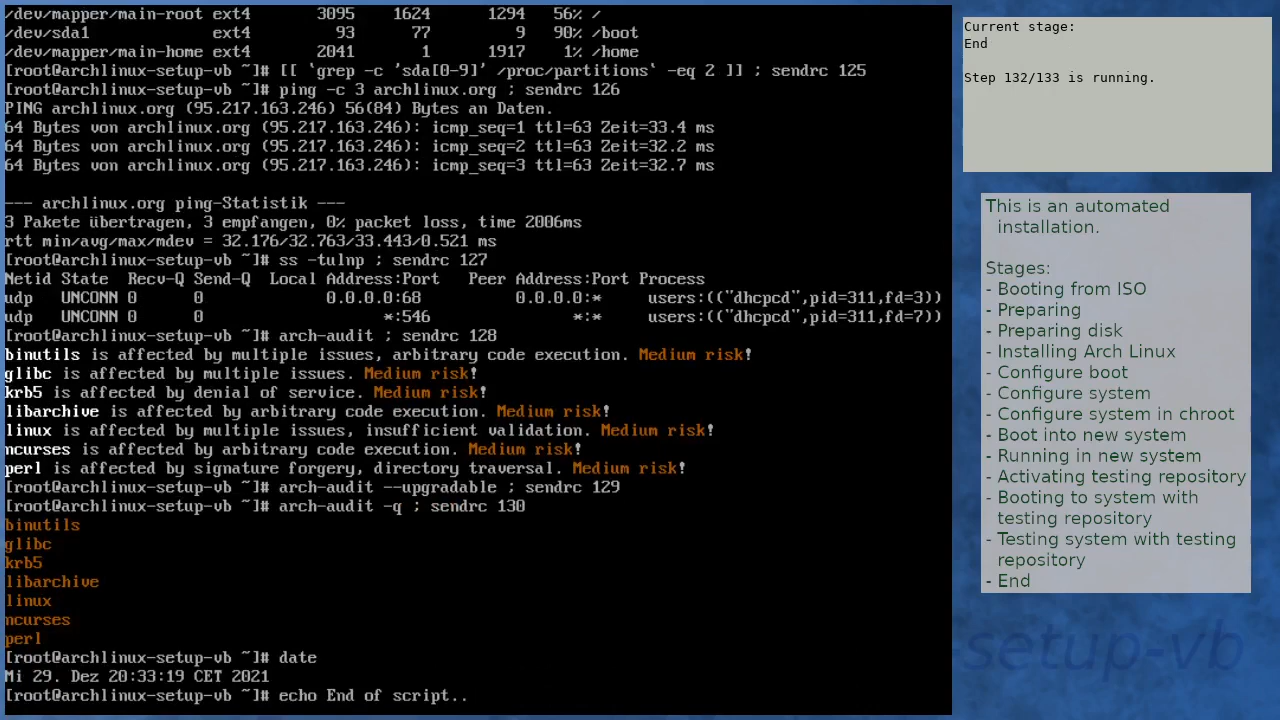 /dev/mapper/main-root ext4       3095    1624      1294   56% /
/dev/sda1             ext4         93      77         9   90% /boot
/dev/mapper/main-home ext4       2041       1      1917    1% /home
[root@archlinux-setup-vb ~]# [[ `grep -c 'sda[0-9]' /proc/partitions` -eq 2 ]] ; sendrc 125
[root@archlinux-setup-vb ~]# ping -c 3 archlinux.org ; sendrc 126
PING archlinux.org (95.217.163.246) 56(84) Bytes an Daten.
64 Bytes von archlinux.org (95.217.163.246): icmp_seq=1 ttl=63 Zeit=33.4 ms
64 Bytes von archlinux.org (95.217.163.246): icmp_seq=2 ttl=63 Zeit=32.2 ms
64 Bytes von archlinux.org (95.217.163.246): icmp_seq=3 ttl=63 Zeit=32.7 ms
--- archlinux.org ping-Statistik ---
3 Pakete übertragen, 3 empfangen, 0% packet loss, time 2006ms
rtt min/avg/max/mdev = 32.176/32.763/33.443/0.521 ms
[root@archlinux-setup-vb ~]# ss -tulnp ; sendrc 127
Netid State  Recv-Q Send-Q  Local Address:Port   Peer Address:Port Process
udp   UNCONN 0      0             0.0.0.0:68          0.0.0.0:*     users:(("dhcpcd",pid=311,fd=3))
udp   UNCONN 0      0                  *:546                *:*     users:(("dhcpcd",pid=311,fd=7))
[root@archlinux-setup-vb ~]# arch-audit ; sendrc 128
binutils is affected by multiple issues, arbitrary code execution. Medium risk!
glibc is affected by multiple issues. Medium risk!
krb5 is affected by denial of service. Medium risk!
libarchive is affected by arbitrary code execution. Medium risk!
linux is affected by multiple issues, insufficient validation. Medium risk!
ncurses is affected by arbitrary code execution. Medium risk!
perl is affected by signature forgery, directory traversal. Medium risk!
[root@archlinux-setup-vb ~]# arch-audit --upgradable ; sendrc 129
[root@archlinux-setup-vb ~]# arch-audit -q ; sendrc 130
binutils
glibc
krb5
libarchive
linux
ncurses
perl
[root@archlinux-setup-vb ~]# date
Mi 29. Dez 20:33:19 CET 2021
[root@archlinux-setup-vb ~]# echo End of script..
Current stage:
End
Step 132/133 is running.
This is an automated
installation.
Stages:
- Booting from ISO
- Preparing
- Preparing disk
- Installing Arch Linux
- Configure boot
- Configure system
- Configure system in chroot
- Boot into new system
- Running in new system
- Activating testing repository
- Booting to system with
testing repository
- Testing system with testing
repository
- End
-setup-vb